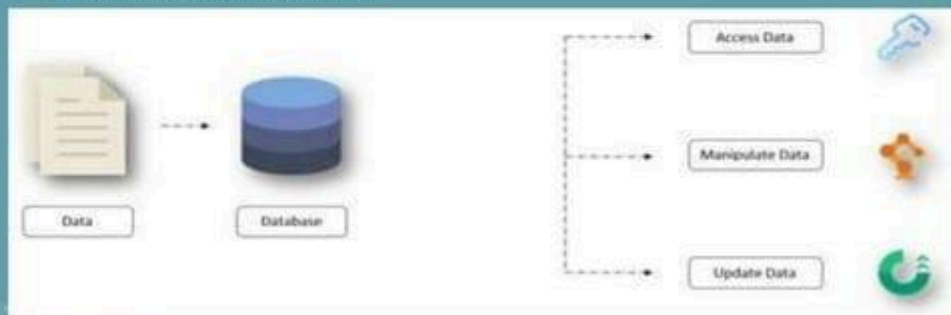 Access Data
Manipulate Data
Data
Database
Update Data